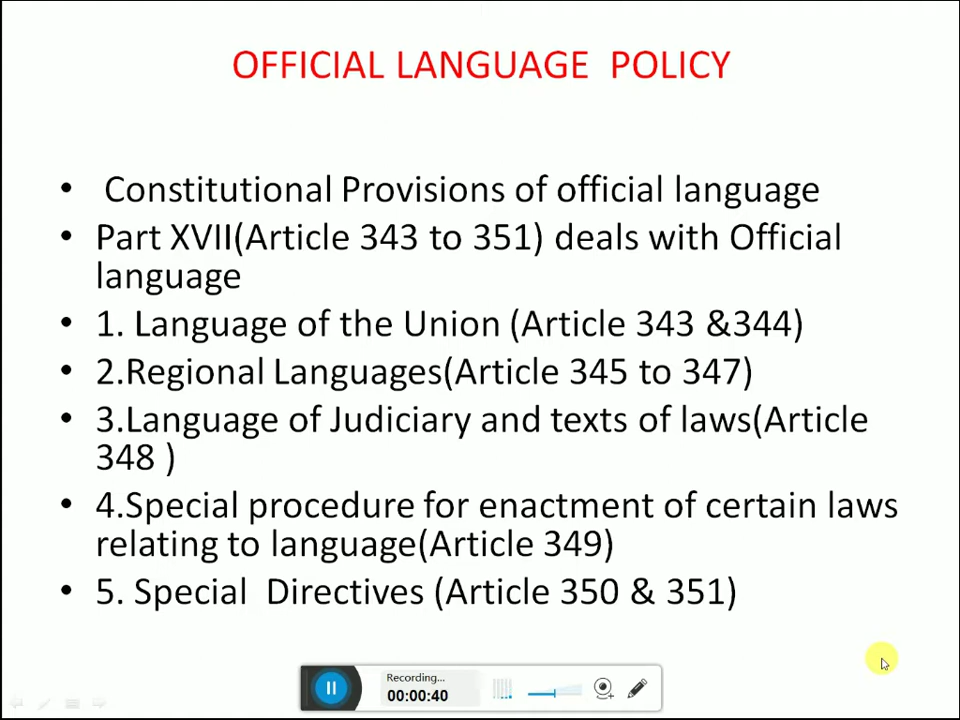 OFFICIAL LANGUAGE POLICY
• Constitutional Provisions of official language
• Part XVII(Article 343 to 351) deals with Official
language
• 1. Language of the Union (Article 343 &344)
• 2.Regional Languages(Article 345 to 347)
• 3.Language of Judiciary and texts of laws(Article
348 )
• 4.Special procedure for enactment of certain laws
relating to language(Article 349)
• 5. Special Directives (Article 350 & 351)
Recording...
00:00:40